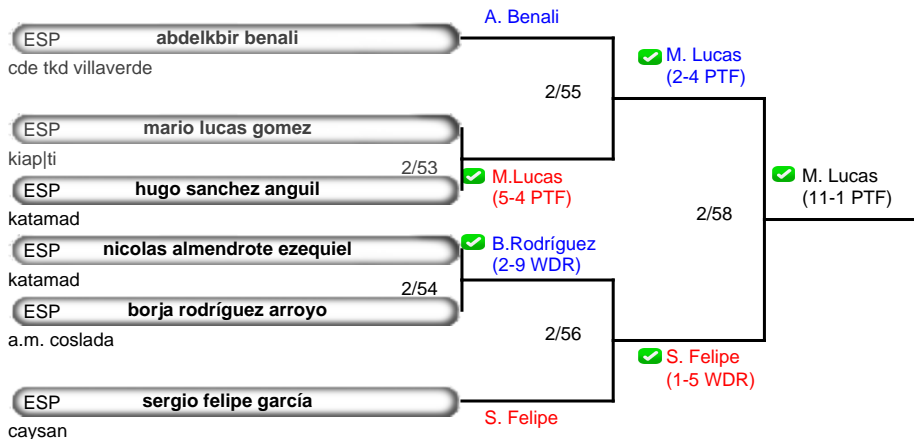 A. Benali
ESP abdelkbir benali
cde tkd villaverde
M. Lucas
(2-4 PTF)
2/55
ESP mario lucas gomez
kiap|ti
2/53
M.Lucas
(5-4 PTF)
ESP hugo sanchez anguil
katamad
M. Lucas
(11-1 PTF)
2/58
ESP nicolas almendrote ezequiel
katamad
B.Rodríguez
(2-9 WDR)
2/54
ESP borja rodríguez arroyo
a.m. coslada
2/56
S. Felipe
(1-5 WDR)
ESP sergio felipe garcía
caysan
S. Felipe